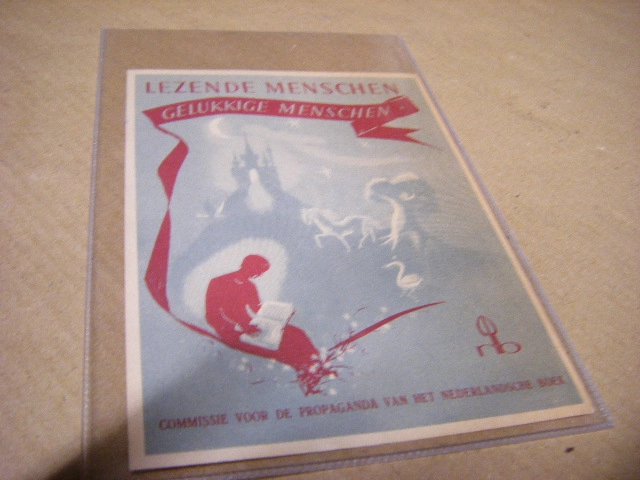 LEZENDE MENSCHEN
GELUKKIGE MENSCHEN
COMMISSIE VOOR DE PROPAGANDA VAN HET NEDERLANDSCHE BOEK